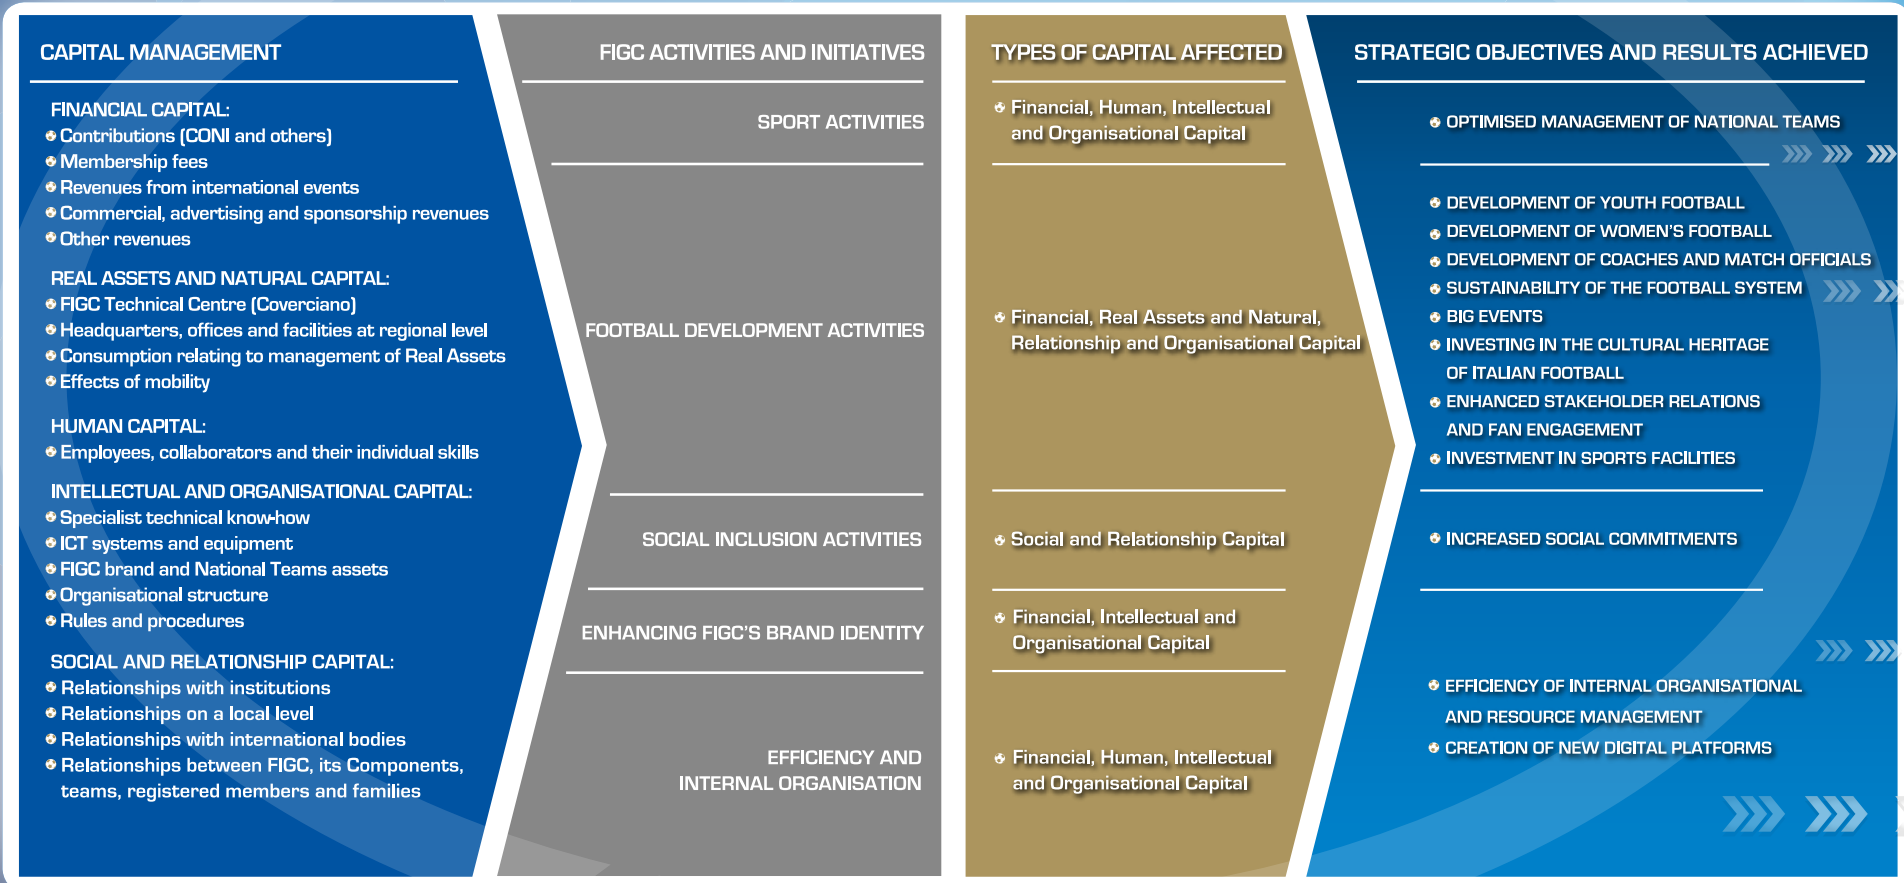 CAPITAL MANAGEMENT
FINANCIAL CAPITAL:
Contributions (CONI and others)
Membership fees
Revenues from international events
Commercial, advertising and sponsorship revenues
Other revenues
REAL ASSETS AND NATURAL CAPITAL:
FIGC Technical Centre (Coverciano)
Headquarters, offices and facilities at regional level
Consumption relating to management of Real Assets
Effects of mobility
HUMAN CAPITAL:
Employees, collaborators and their individual skills
INTELLECTUAL AND ORGANISATIONAL CAPITAL:
Specialist technical know-how
ICT systems and equipment
FIGC brand and National Teams assets
Organisational structure
Rules and procedures
SOCIAL AND RELATIONSHIP CAPITAL:
Relationships with institutions
Relationships on a local level
Relationships with international bodies
Relationships between FIGC, its Components,
teams, registered members and families
FIGC ACTIVITIES AND INITIATIVES
SPORT ACTIVITIES
FOOTBALL DEVELOPMENT ACTIVITIES
SOCIAL INCLUSION ACTIVITIES
ENHANCING FIGC'S BRAND IDENTITY
EFFICIENCY AND
INTERNAL ORGANISATION
TYPES OF CAPITAL AFFECTED
Financial, Human, Intellectual
and Organisational Capital
Financial, Real Assets and Natural,
Relationship and Organisational Capital
Social and Relationship Capital
Financial, Intellectual and
Organisational Capital
Financial, Human, Intellectual
and Organisational Capital
STRATEGIC OBJECTIVES AND RESULTS ACHIEVED
OPTIMISED MANAGEMENT OF NATIONAL TEAMS
DEVELOPMENT OF YOUTH FOOTBALL
DEVELOPMENT OF WOMEN'S FOOTBALL
DEVELOPMENT OF COACHES AND MATCH OFFICIALS
SUSTAINABILITY OF THE FOOTBALL SYSTEM
BIG EVENTS
INVESTING IN THE CULTURAL HERITAGE
OF ITALIAN FOOTBALL
ENHANCED STAKEHOLDER RELATIONS
AND FAN ENGAGEMENT
INVESTMENT IN SPORTS FACILITIES
INCREASED SOCIAL COMMITMENTS
EFFICIENCY OF INTERNAL ORGANISATIONAL
AND RESOURCE MANAGEMENT
CREATION OF NEW DIGITAL PLATFORMS